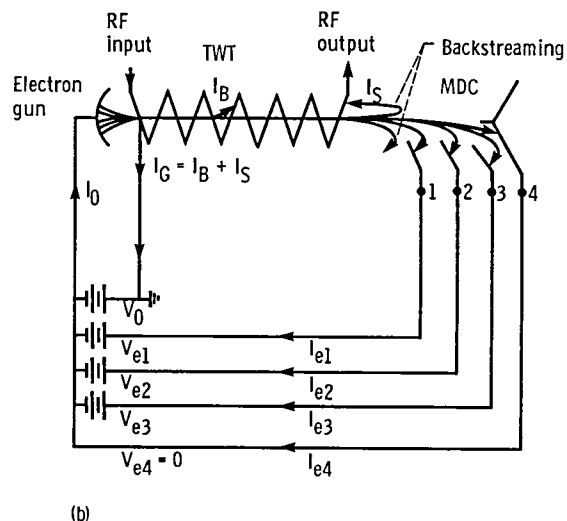 RF
input
TWT
RF
output
Backstreaming
MDC
Electron
gun
I_B
I_S
I_G = I_B + I_S
I_0
1
2
3
4
V_0
V_e1
I_e1
V_e2
I_e2
V_e3
I_e3
V_e4 = 0
I_e4
(b)